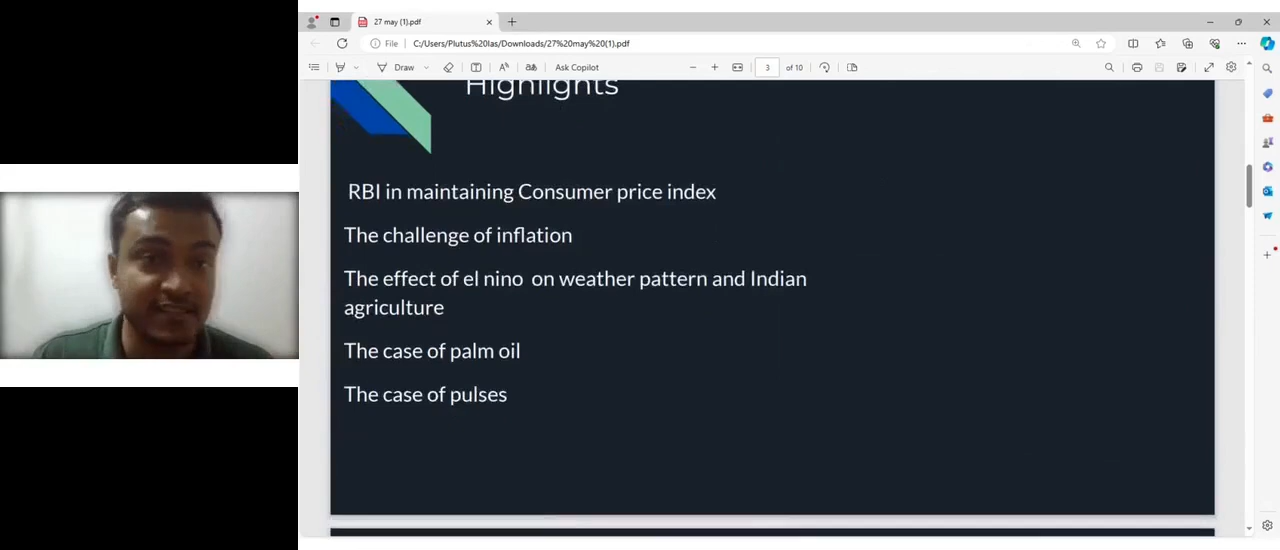 27 may (1).pdf
File
C:/Users/Plutus%20Ias/Downloads/27%20may%20(1).pdf
Draw
Ask Copilot
3
of 10
Highlights
RBI in maintaining Consumer price index
The challenge of inflation
The effect of el nino on weather pattern and Indian
agriculture
The case of palm oil
The case of pulses